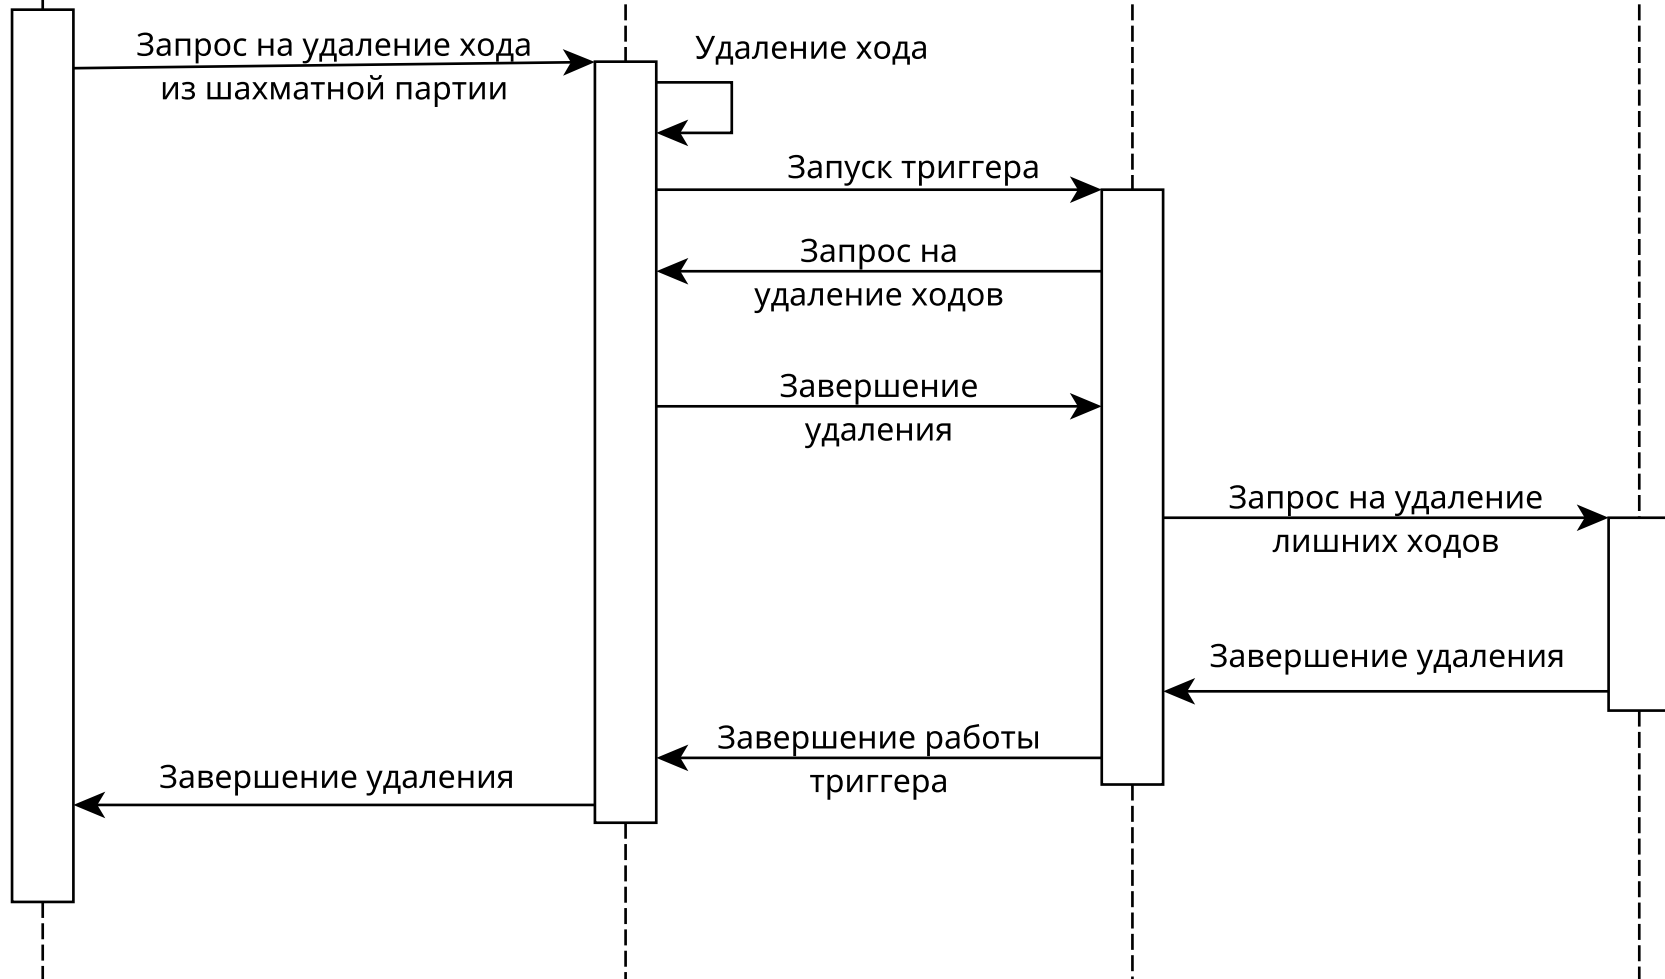 Запрос на удаление хода
из шахматной партии
Удаление хода
Запуск триггера
Запрос на
удаление ходов
Завершение
удаления
Запрос на удаление
лишних ходов
Завершение удаления
Завершение работы
триггера
Завершение удаления